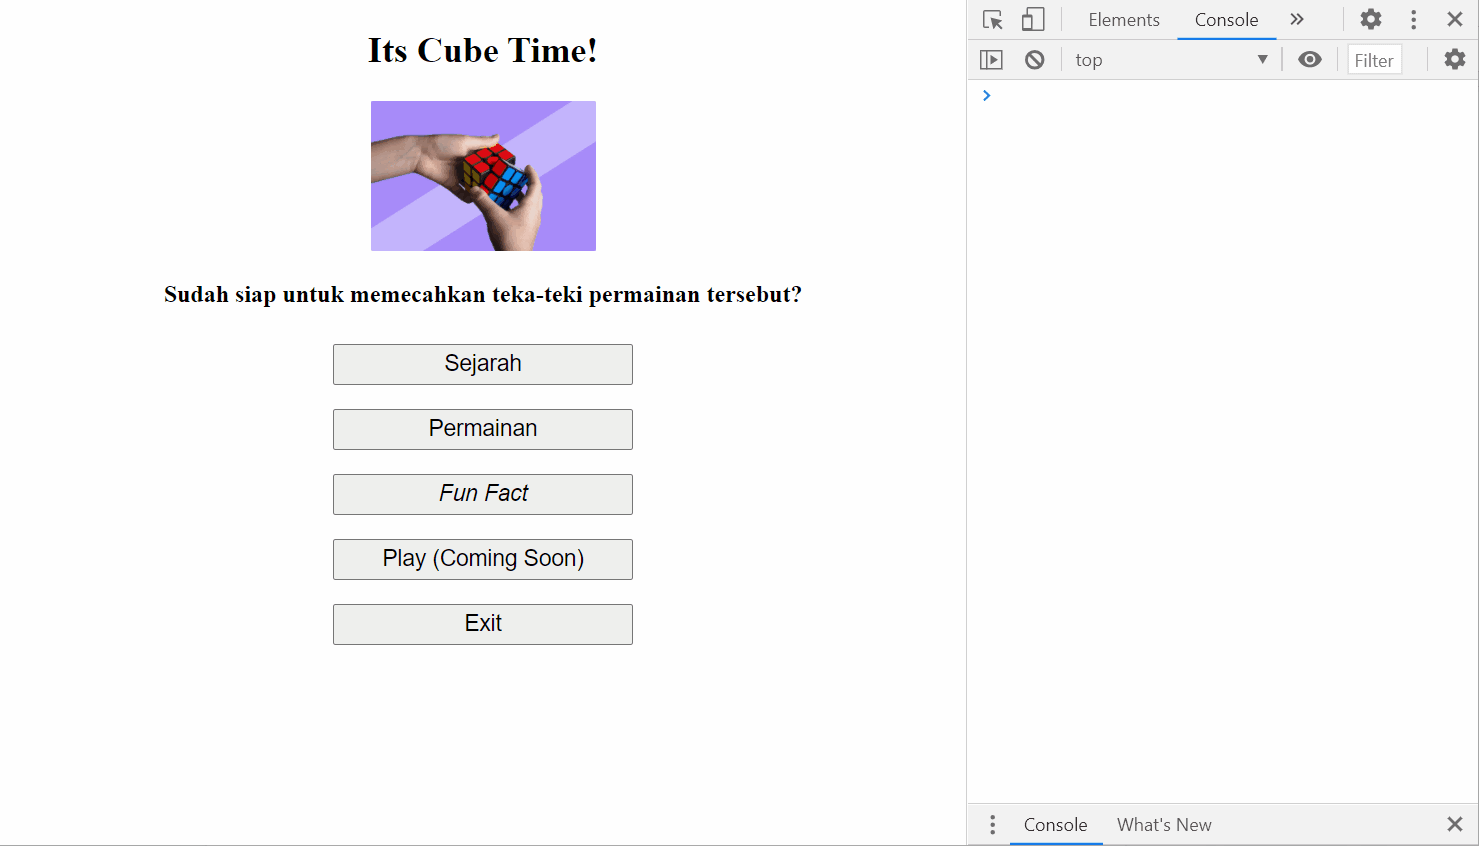 Its Cube Time!
Sudah siap untuk memecahkan teka-teki permainan tersebut?
Sejarah
Permainan
Fun Fact
Play (Coming Soon)
Exit
Elements Console
top Filter
Console What's New